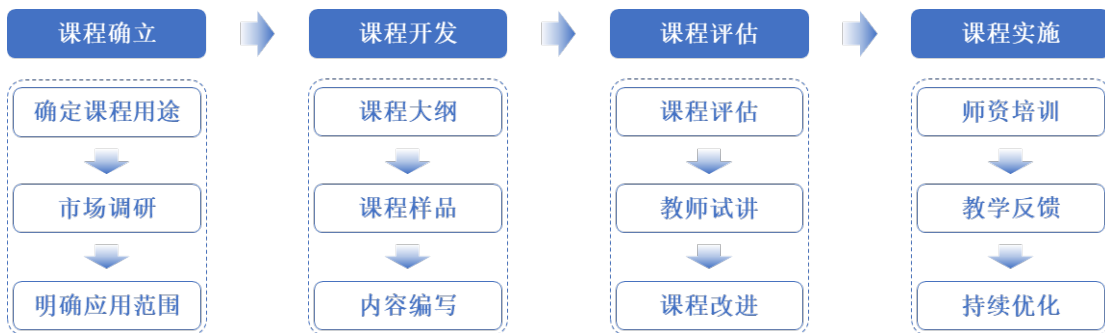 课程确立
课程开发
课程评估
课程实施
确定课程用途
市场调研
明确应用范围
课程大纲
课程样品
内容编写
课程评估
教师试讲
课程改进
师资培训
教学反馈
持续优化